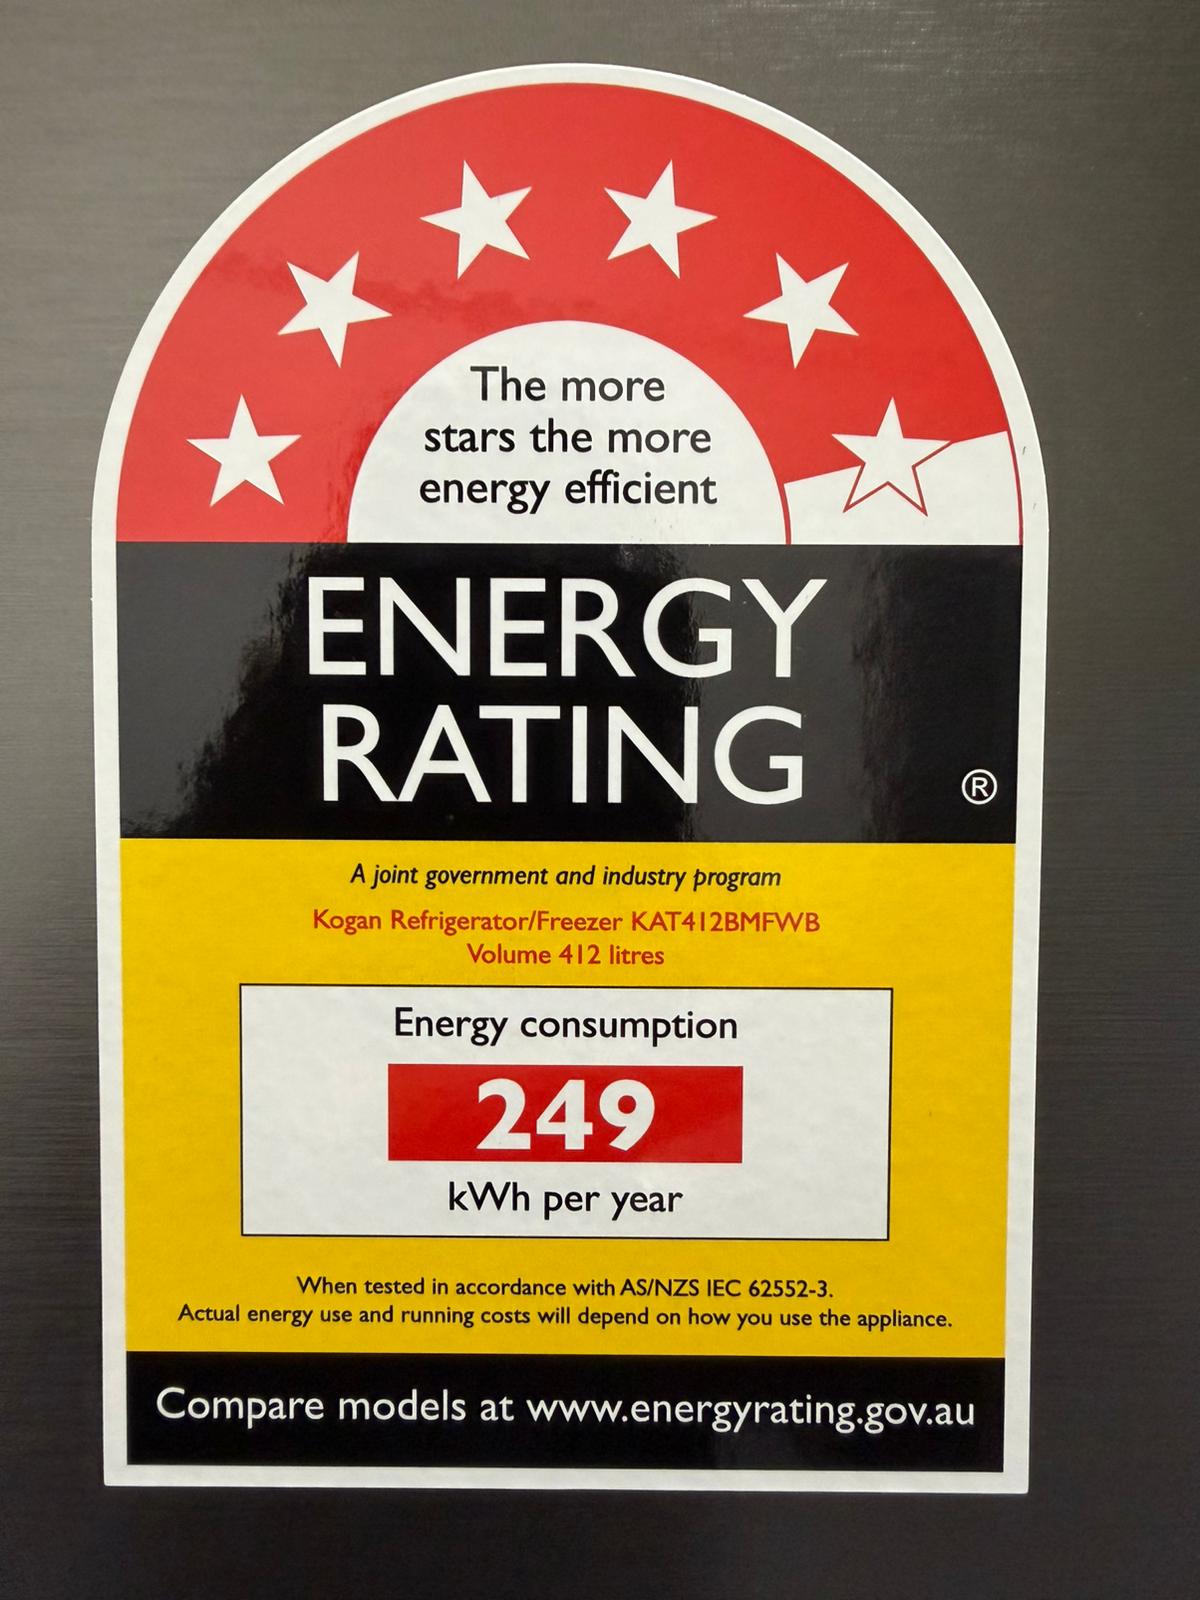 The more
stars the more
energy efficient
ENERGY
RATING
®
A joint government and industry program
Kogan Refrigerator/Freezer KAT412BMFWB
Volume 412 litres
Energy consumption
249
kWh per year
When tested in accordance with AS/NZS IEC 62552-3.
Actual energy use and running costs will depend on how you use the appliance.
Compare models at www.energyrating.gov.au